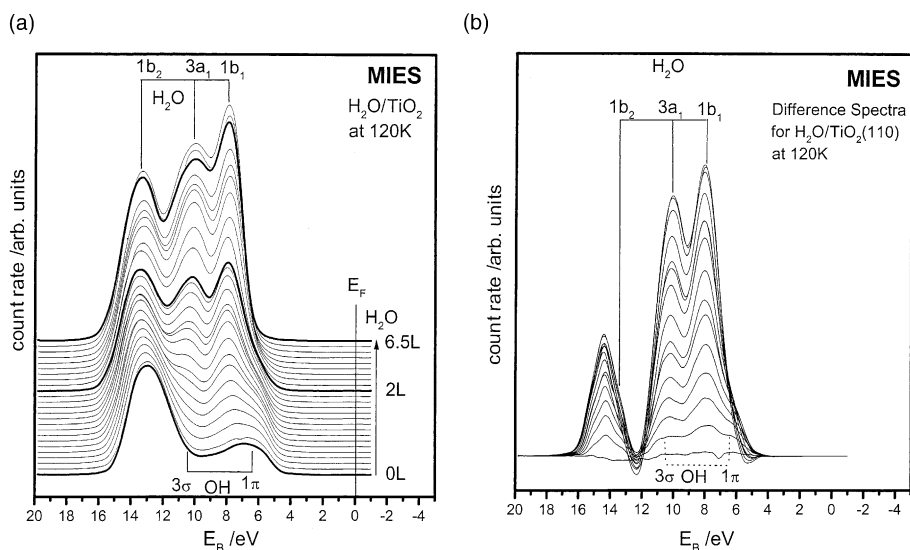 (a)
1b₂ 3a₁ 1b₁
H₂O
MIES
H₂O/TiO₂
at 120K
count rate /arb. units
E_F
H₂O
6.5L
2L
0L
3σ OH 1π
20 18 16 14 12 10 8 6 4 2 0 -2 -4
E_B /eV
(b)
H₂O
MIES
1b₂ 3a₁ 1b₁
Difference Spectra
for H₂O/TiO₂(110)
at 120K
count rate /arb. units
3σ OH 1π
20 18 16 14 12 10 8 6 4 2 0 -2 -4
E_B /eV